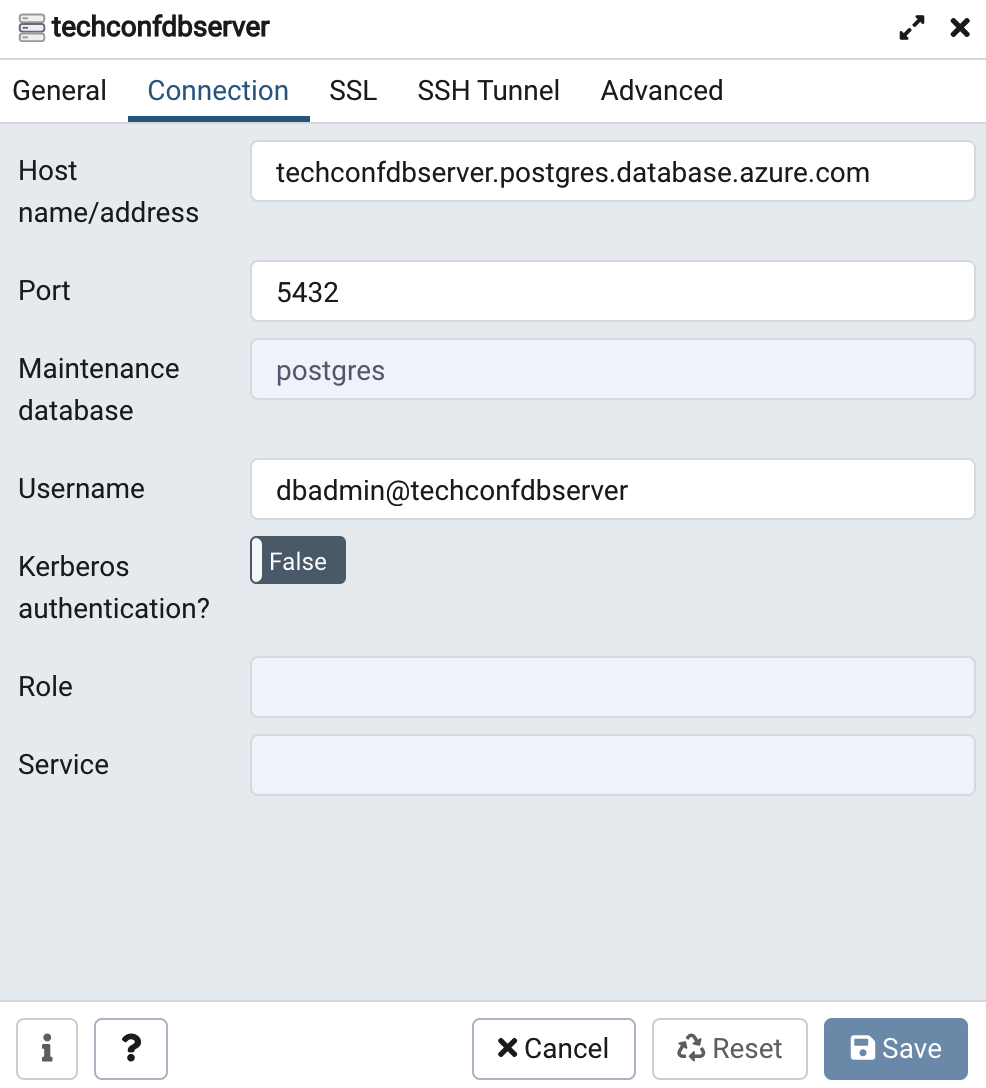 techconfdbserver
General Connection SSL SSH Tunnel Advanced
Host name/address
techconfdbserver.postgres.database.azure.com
Port
5432
Maintenance database
postgres
Username
dbadmin@techconfdbserver
Kerberos authentication?
False
Role
Service
i ? Cancel Reset Save